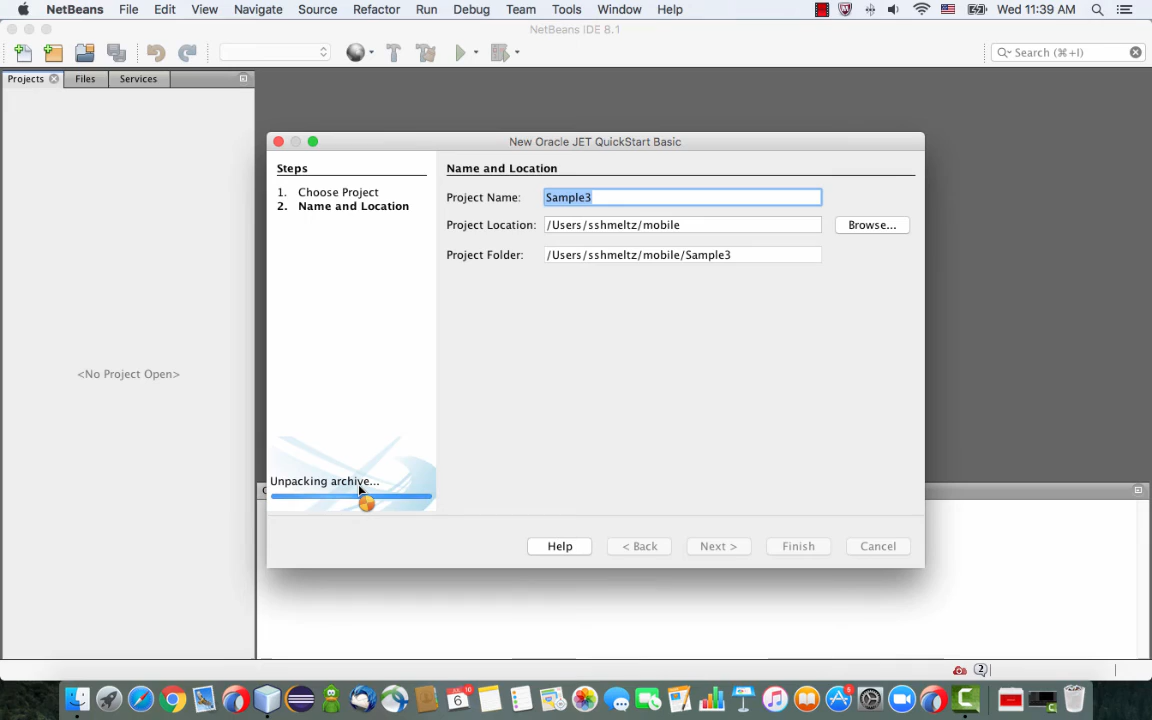 NetBeans File Edit View Navigate Source Refactor Run Debug Team Tools Window Help Wed 11:39 AM
NetBeans IDE 8.1
Search (⌘+I)
Projects Files Services
New Oracle JET QuickStart Basic
Steps
1. Choose Project
2. Name and Location
Name and Location
Project Name: Sample3
Project Location: /Users/sshmeltz/mobile Browse...
Project Folder: /Users/sshmeltz/mobile/Sample3
<No Project Open>
Unpacking archive...
Help < Back Next > Finish Cancel
2
6